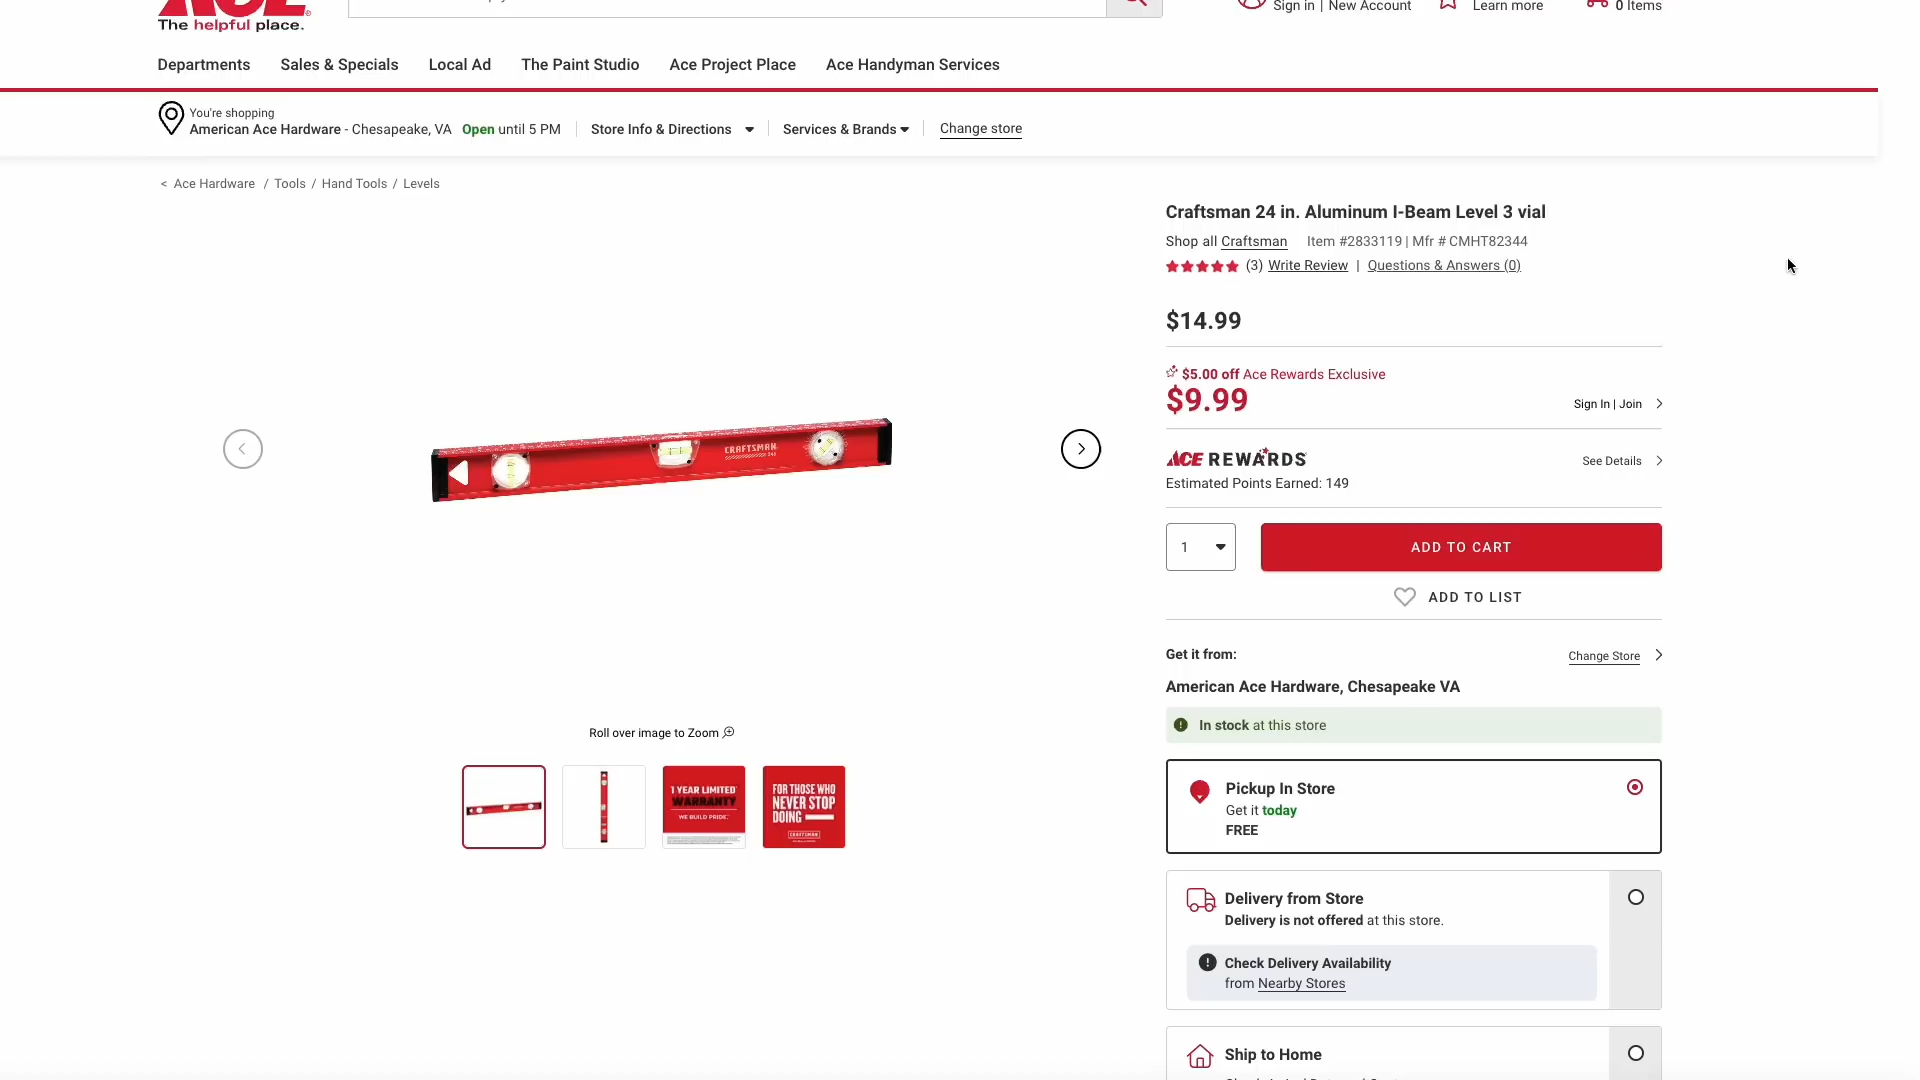 ACE
The helpful place.
Sign in | New Account
Learn more
0 Items
Departments
Sales & Specials
Local Ad
The Paint Studio
Ace Project Place
Ace Handyman Services
You're shopping
American Ace Hardware - Chesapeake, VA Open until 5 PM
Store Info & Directions
Services & Brands
Change store
< Ace Hardware / Tools / Hand Tools / Levels
Craftsman 24 in. Aluminum I-Beam Level 3 vial
Shop all Craftsman Item #2833119 | Mfr # CMHT82344
(3) Write Review | Questions & Answers (0)
$14.99
$5.00 off Ace Rewards Exclusive
$9.99
Sign In | Join
ACE REWARDS
See Details
Estimated Points Earned: 149
1
ADD TO CART
ADD TO LIST
Get it from:
Change Store
American Ace Hardware, Chesapeake VA
In stock at this store
Pickup In Store
Get it today
FREE
Delivery from Store
Delivery is not offered at this store.
Check Delivery Availability
from Nearby Stores
Ship to Home
CRAFTSMAN
Roll over image to Zoom
1 YEAR LIMITED
WARRANTY
WE BUILD PRIDE.
FOR THOSE WHO
NEVER STOP
DOING
CRAFTSMAN